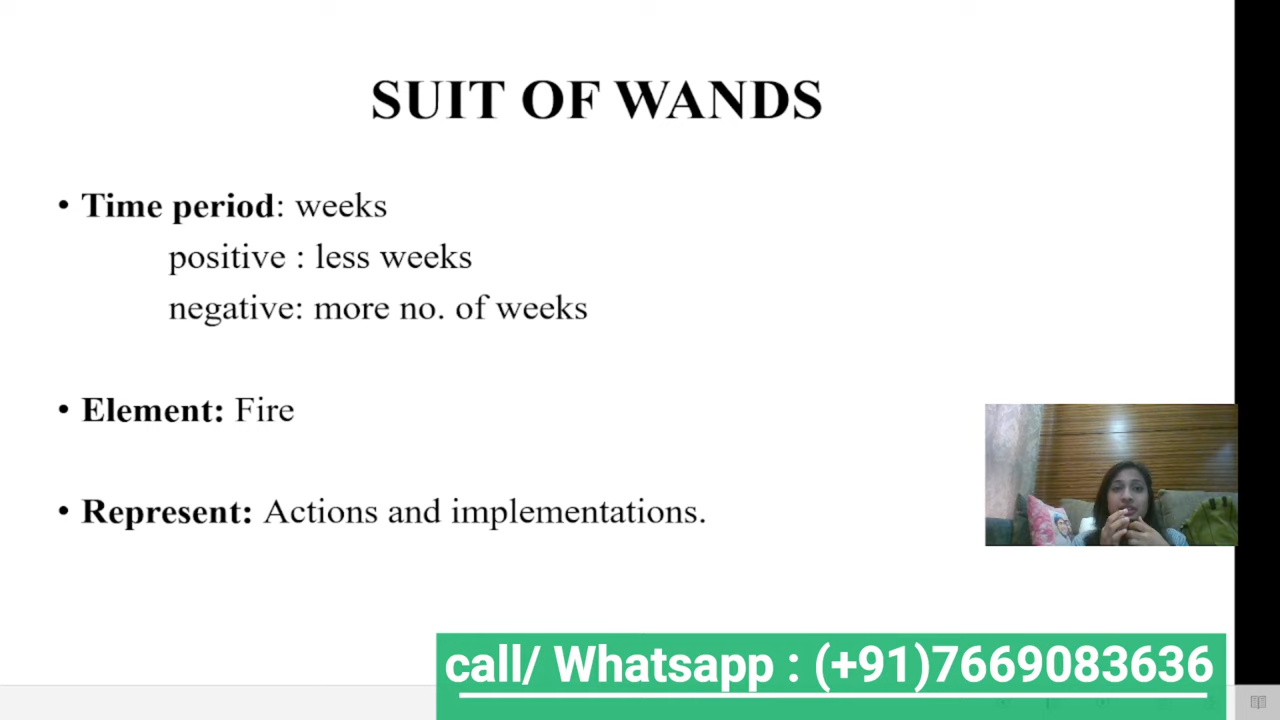 SUIT OF WANDS
• Time period: weeks
positive : less weeks
negative: more no. of weeks
• Element: Fire
• Represent: Actions and implementations.
call/ Whatsapp : (+91)7669083636